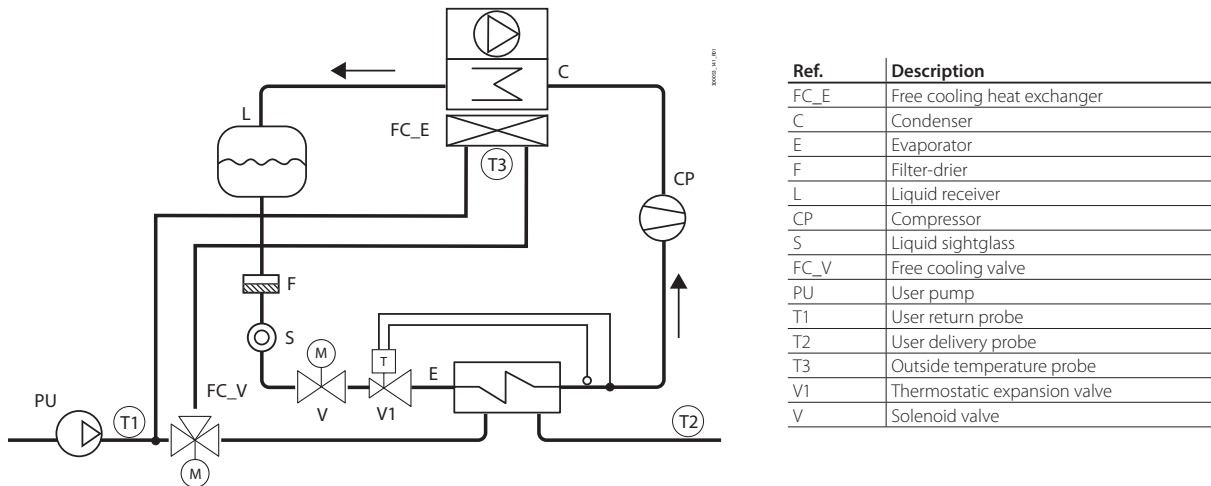 C
L
FC_E
T3
CP
F
S
M
T
E
FC_V
V
V1
PU
T1
T2
M
Ref. Description
FC_E Free cooling heat exchanger
C Condenser
E Evaporator
F Filter-drier
L Liquid receiver
CP Compressor
S Liquid sightglass
FC_V Free cooling valve
PU User pump
T1 User return probe
T2 User delivery probe
T3 Outside temperature probe
V1 Thermostatic expansion valve
V Solenoid valve